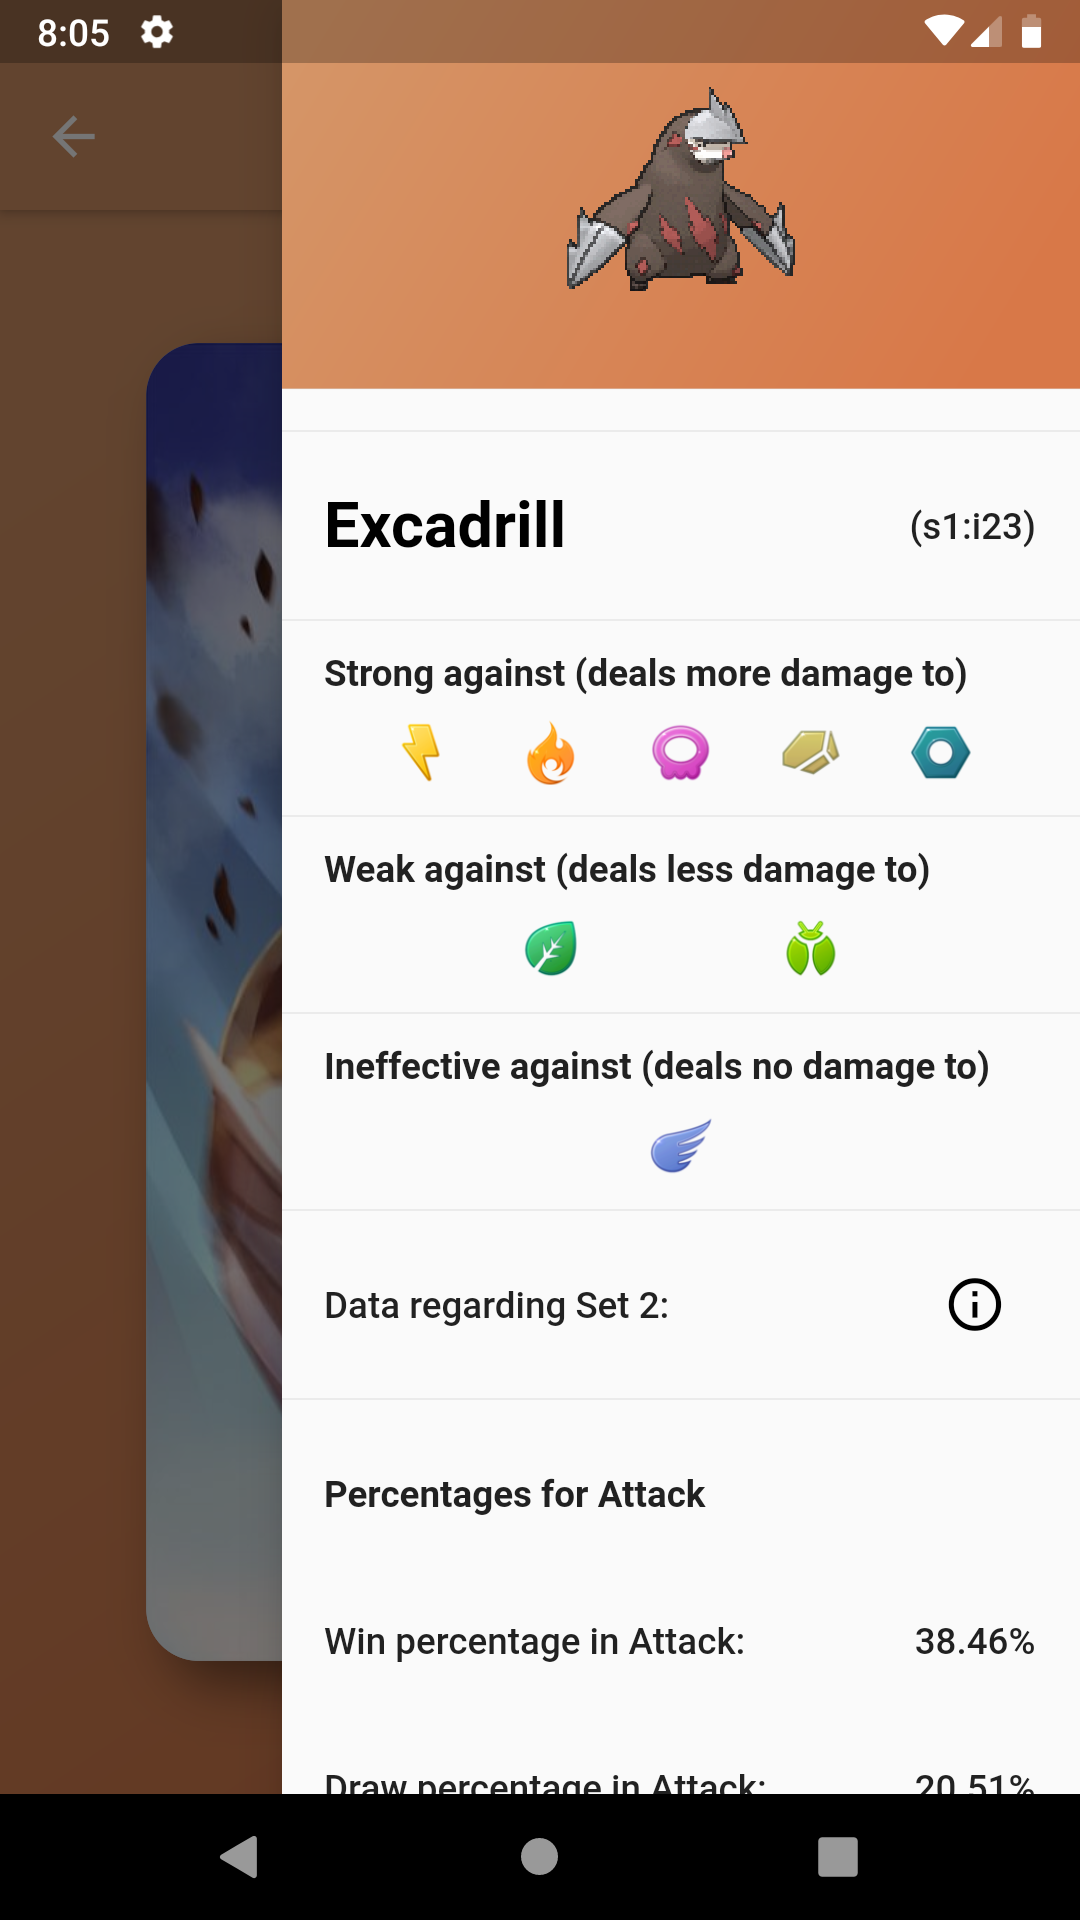 8:05
Excadrill
(s1:i23)
Strong against (deals more damage to)
Weak against (deals less damage to)
Ineffective against (deals no damage to)
Data regarding Set 2:
Percentages for Attack
Win percentage in Attack: 38.46%
Draw percentage in Attack: 20.51%